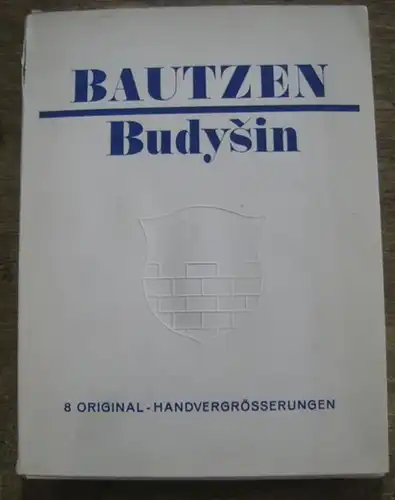 BAUTZEN
Budyšin
8 ORIGINAL-HANDVERGRÖSSERUNGEN